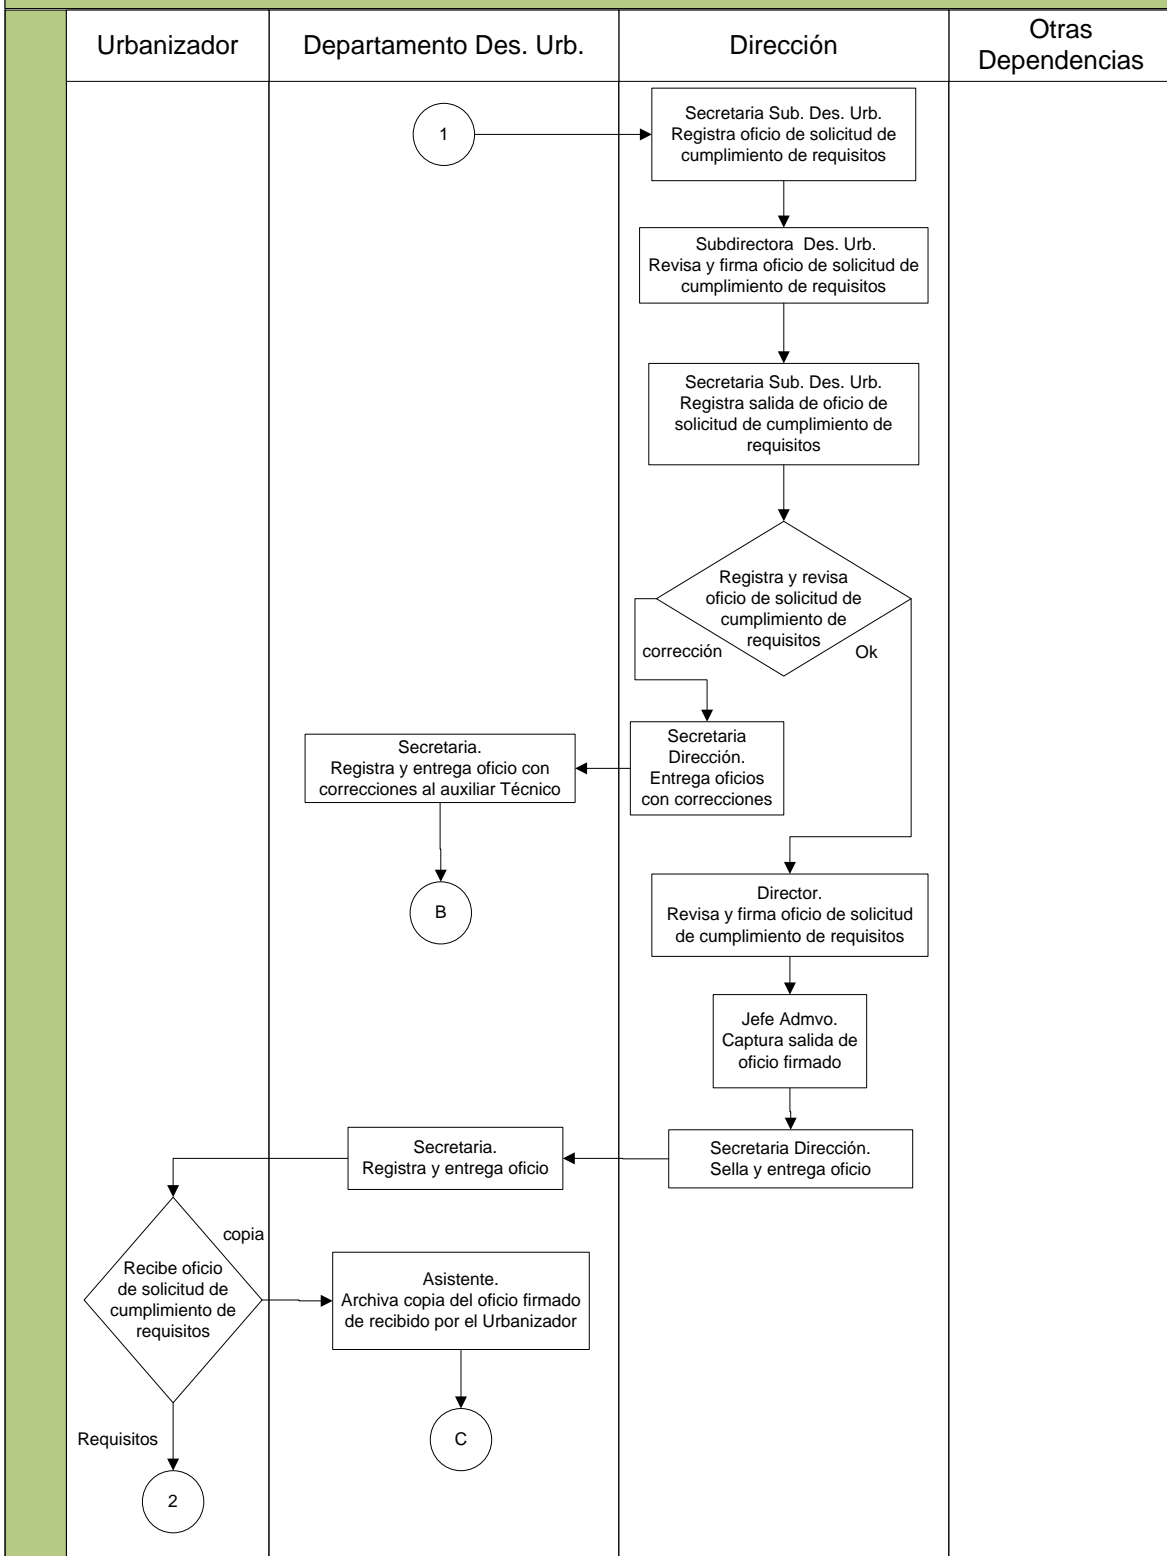 Urbanizador
Departamento Des. Urb.
Dirección
Otras
Dependencias
1
Secretaria Sub. Des. Urb.
Registra oficio de solicitud de
cumplimiento de requisitos
Subdirectora  Des. Urb.
Revisa y firma oficio de solicitud de
cumplimiento de requisitos
Secretaria Sub. Des. Urb.
Registra salida de oficio de
solicitud de cumplimiento de
requisitos
Registra y revisa
oficio de solicitud de
cumplimiento de
requisitos
corrección
Ok
Secretaria
Dirección.
Entrega oficios
con correcciones
Secretaria.
Registra y entrega oficio con
correcciones al auxiliar Técnico
B
Director.
Revisa y firma oficio de solicitud
de cumplimiento de requisitos
Jefe Admvo.
Captura salida de
oficio firmado
Secretaria Dirección.
Sella y entrega oficio
Secretaria.
Registra y entrega oficio
copia
Recibe oficio
de solicitud de
cumplimiento de
requisitos
Asistente.
Archiva copia del oficio firmado
de recibido por el Urbanizador
C
Requisitos
2